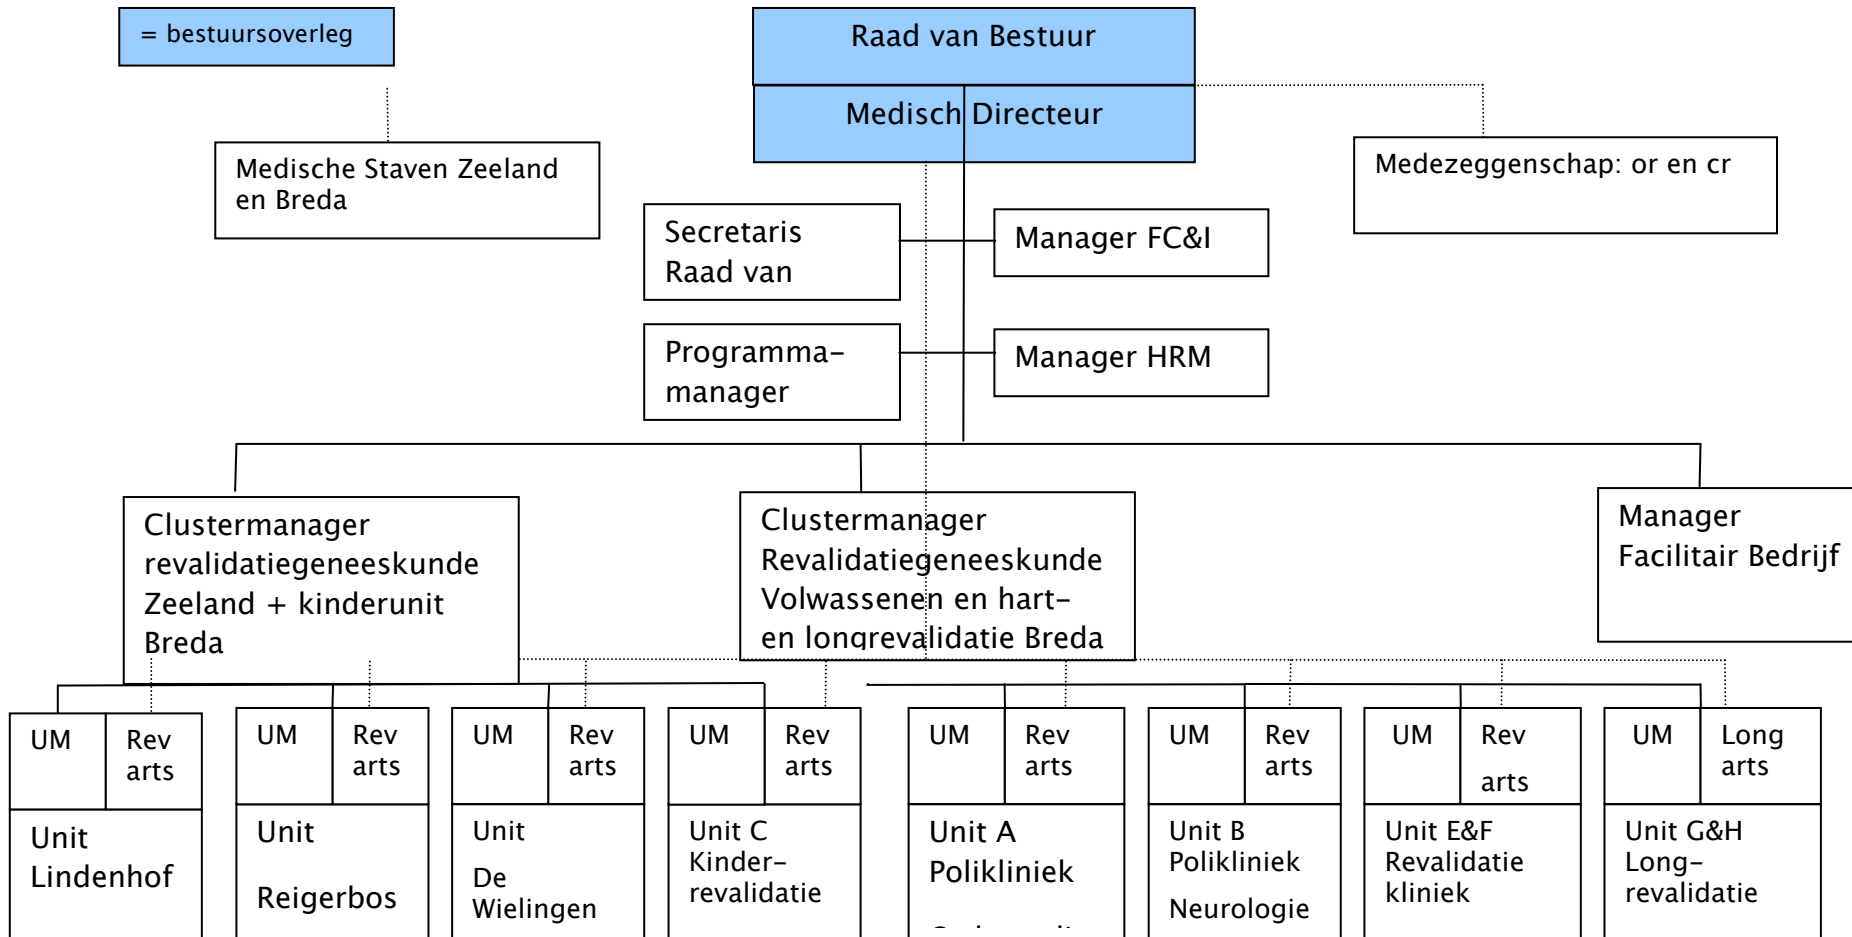 = bestuursoverleg
Raad van Bestuur
Medisch Directeur
Medische Staven Zeeland
en Breda
Medezeggenschap: or en cr
Secretaris
Raad van
Manager FC&I
Programma-
manager
Manager HRM
Clustermanager
revalidatiegeneeskunde
Zeeland + kinderunit
Breda
Clustermanager
Revalidatiegeneeskunde
Volwassenen en hart-
en longrevalidatie Breda
Manager
Facilitair Bedrijf
UM
Rev
arts
Unit
Lindenhof
UM
Rev
arts
Unit
Reigerbos
UM
Rev
arts
Unit
De
Wielingen
UM
Rev
arts
Unit C
Kinder-
revalidatie
UM
Rev
arts
Unit A
Polikliniek
UM
Rev
arts
Unit B
Polikliniek
Neurologie
UM
Rev
arts
Unit E&F
Revalidatie
kliniek
UM
Long
arts
Unit G&H
Long-
revalidatie